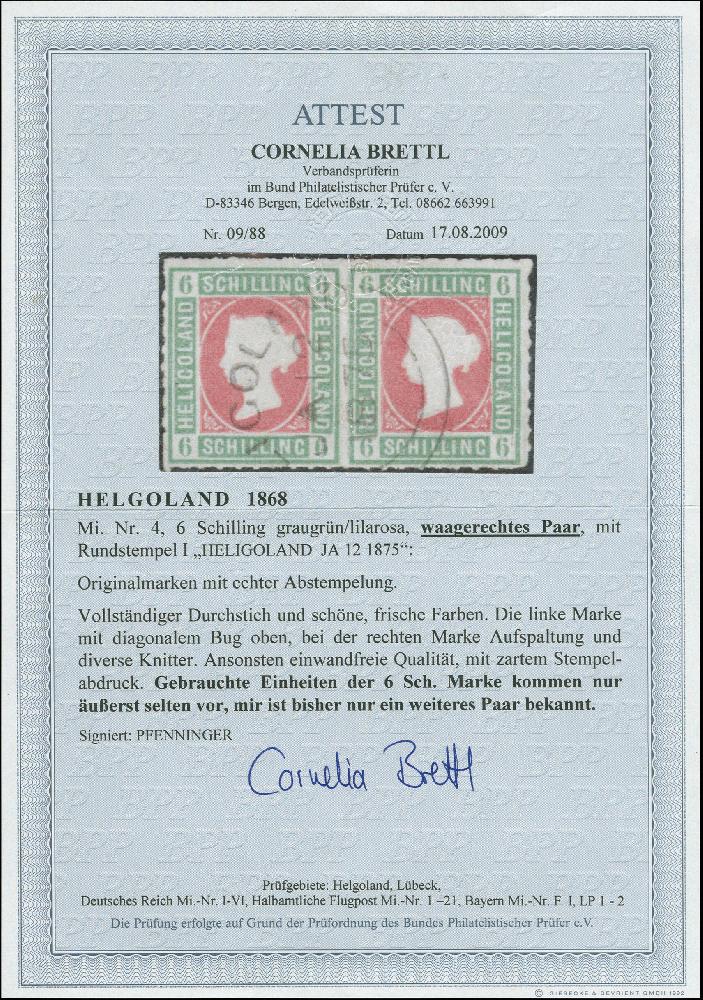 ATTEST
CORNELIA BRETTL
Verbandsprüferin
im Bund Philatelistischer Prüfer e. V.
D-83346 Bergen, Edelweißstr. 2, Tel. 08662 663991
Nr. 09/88 Datum 17.08.2009
6 SCHILLING 6 SCHILLING 6
HELIGOLAND HELIGOLAND HELIGOLAND HELIGOLAND
6 SCHILLING 6 6 SCHILLING 6
HELGOLAND 1868
Mi. Nr. 4, 6 Schilling graugrün/lilarosa, waagerechtes Paar, mit
Rundstempel I „HELIGOLAND JA 12 1875“:
Originalmarken mit echter Abstempelung.
Vollständiger Durchstich und schöne, frische Farben. Die linke Marke
mit diagonalem Bug oben, bei der rechten Marke Aufspaltung und
diverse Knitter. Ansonsten einwandfreie Qualität, mit zartem Stempel-
abdruck. Gebrauchte Einheiten der 6 Sch. Marke kommen nur
äußerst selten vor, mir ist bisher nur ein weiteres Paar bekannt.
Signiert: PFENNINGER
Cornelia Brettl
Prüfgebiete: Helgoland, Lübeck,
Deutsches Reich Mi.-Nr. I-VI, Halbamtliche Flugpost Mi.-Nr. 1 –21, Bayern Mi.-Nr. F I, LP 1 - 2
Die Prüfung erfolgte auf Grund der Prüfordnung des Bundes Philatelistischer Prüfer e.V.
© GIESECKE & DEVRIENT GMBH 1992